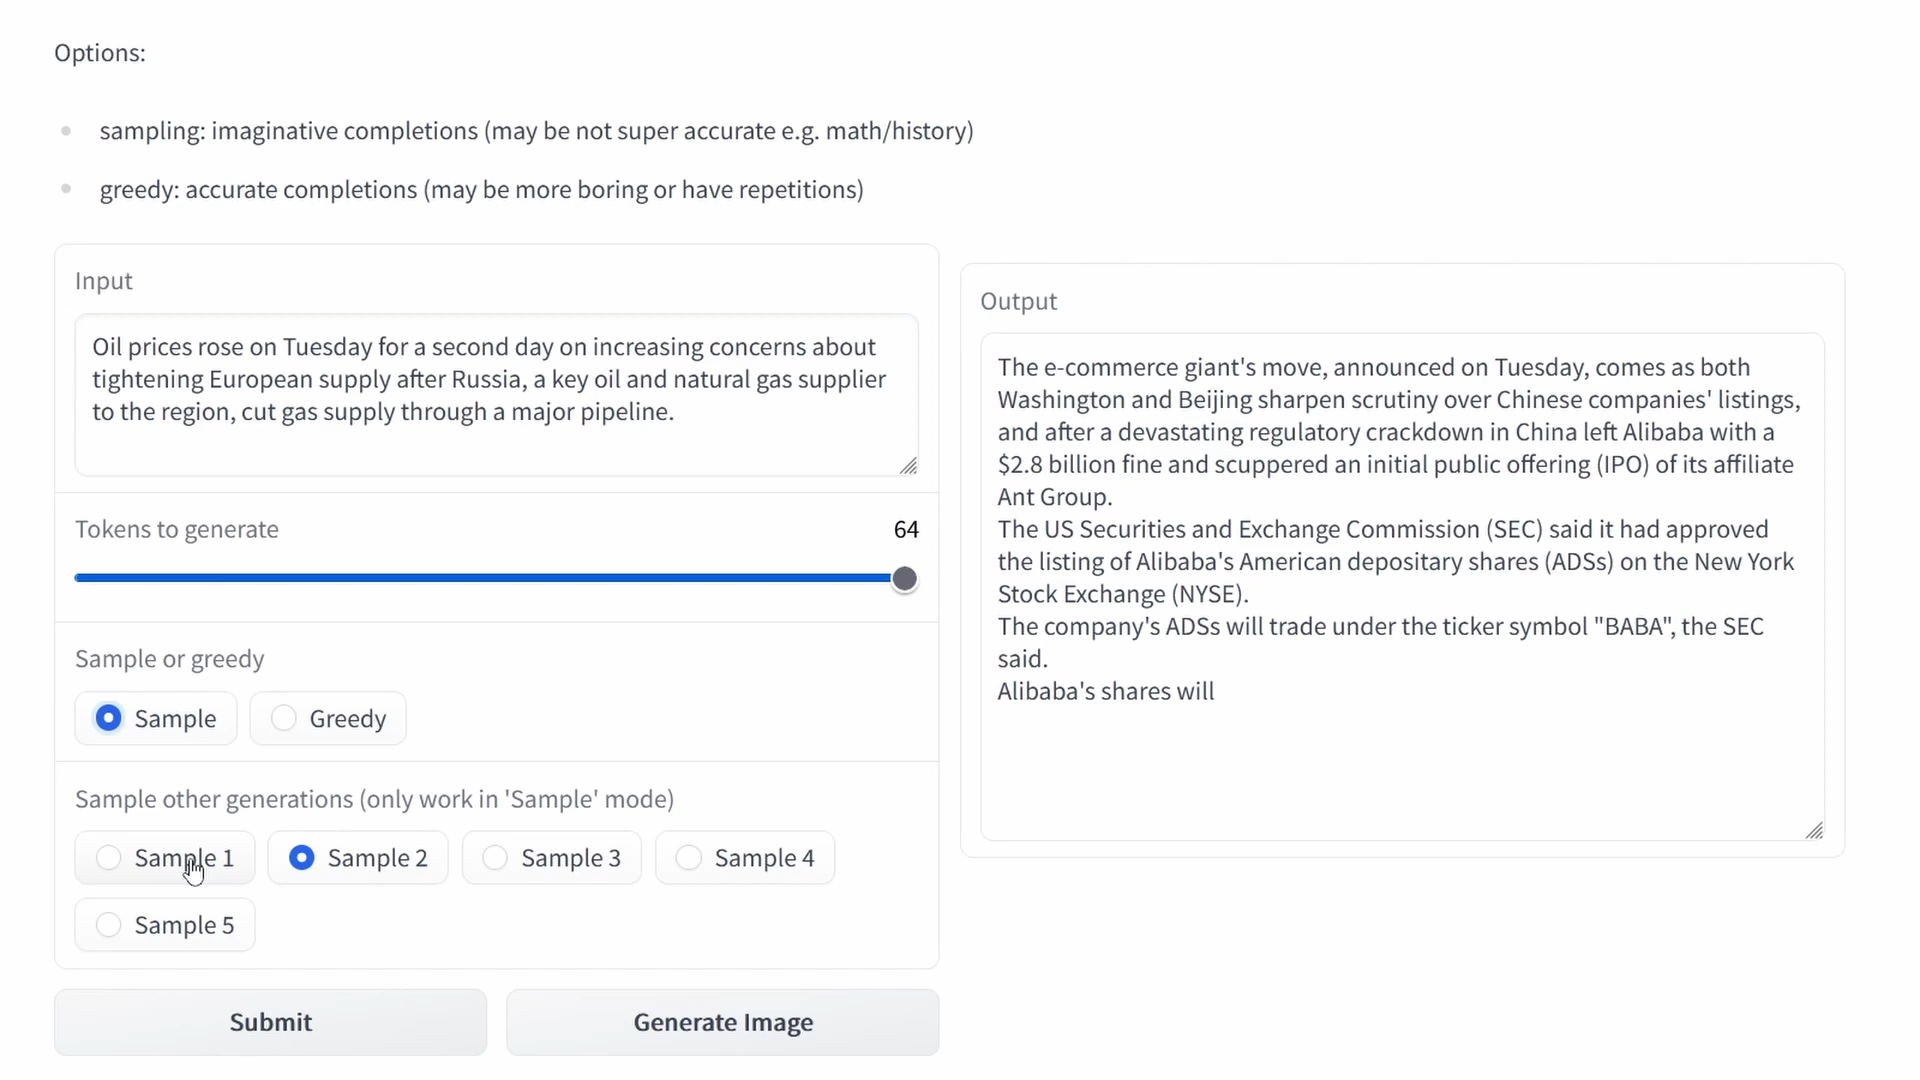 Options:
sampling: imaginative completions (may be not super accurate e.g. math/history)
greedy: accurate completions (may be more boring or have repetitions)
Input
Oil prices rose on Tuesday for a second day on increasing concerns about
tightening European supply after Russia, a key oil and natural gas supplier
to the region, cut gas supply through a major pipeline.
Tokens to generate
64
Sample or greedy
Sample
Greedy
Sample other generations (only work in 'Sample' mode)
Sample 1
Sample 2
Sample 3
Sample 4
Sample 5
Submit
Generate Image
Output
The e-commerce giant's move, announced on Tuesday, comes as both
Washington and Beijing sharpen scrutiny over Chinese companies' listings,
and after a devastating regulatory crackdown in China left Alibaba with a
$2.8 billion fine and scuppered an initial public offering (IPO) of its affiliate
Ant Group.
The US Securities and Exchange Commission (SEC) said it had approved
the listing of Alibaba's American depositary shares (ADSs) on the New York
Stock Exchange (NYSE).
The company's ADSs will trade under the ticker symbol "BABA", the SEC
said.
Alibaba's shares will